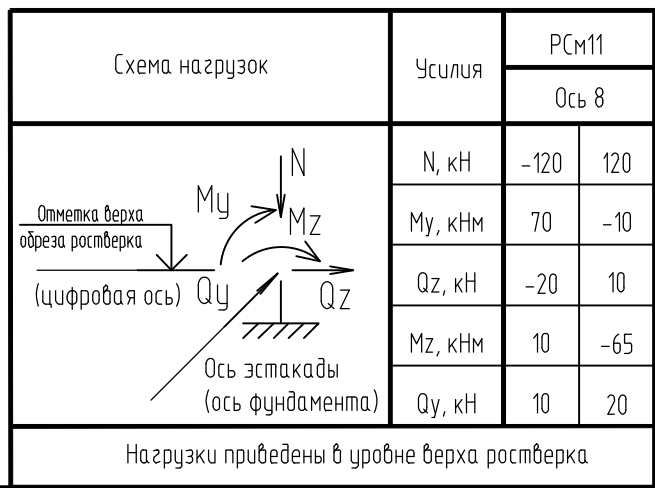 Схема нагрузок
Усилия
РСм11
Ось 8
N
My
Mz
Отметка верха
обреза ростверка
(цифровая ось)
Qy
Qz
Ось эстакады
(ось фундамента)
N, кН -120 120
My, кНм 70 -10
Qz, кН -20 10
Mz, кНм 10 -65
Qy, кН 10 20
Нагрузки приведены в уровне верха ростверка